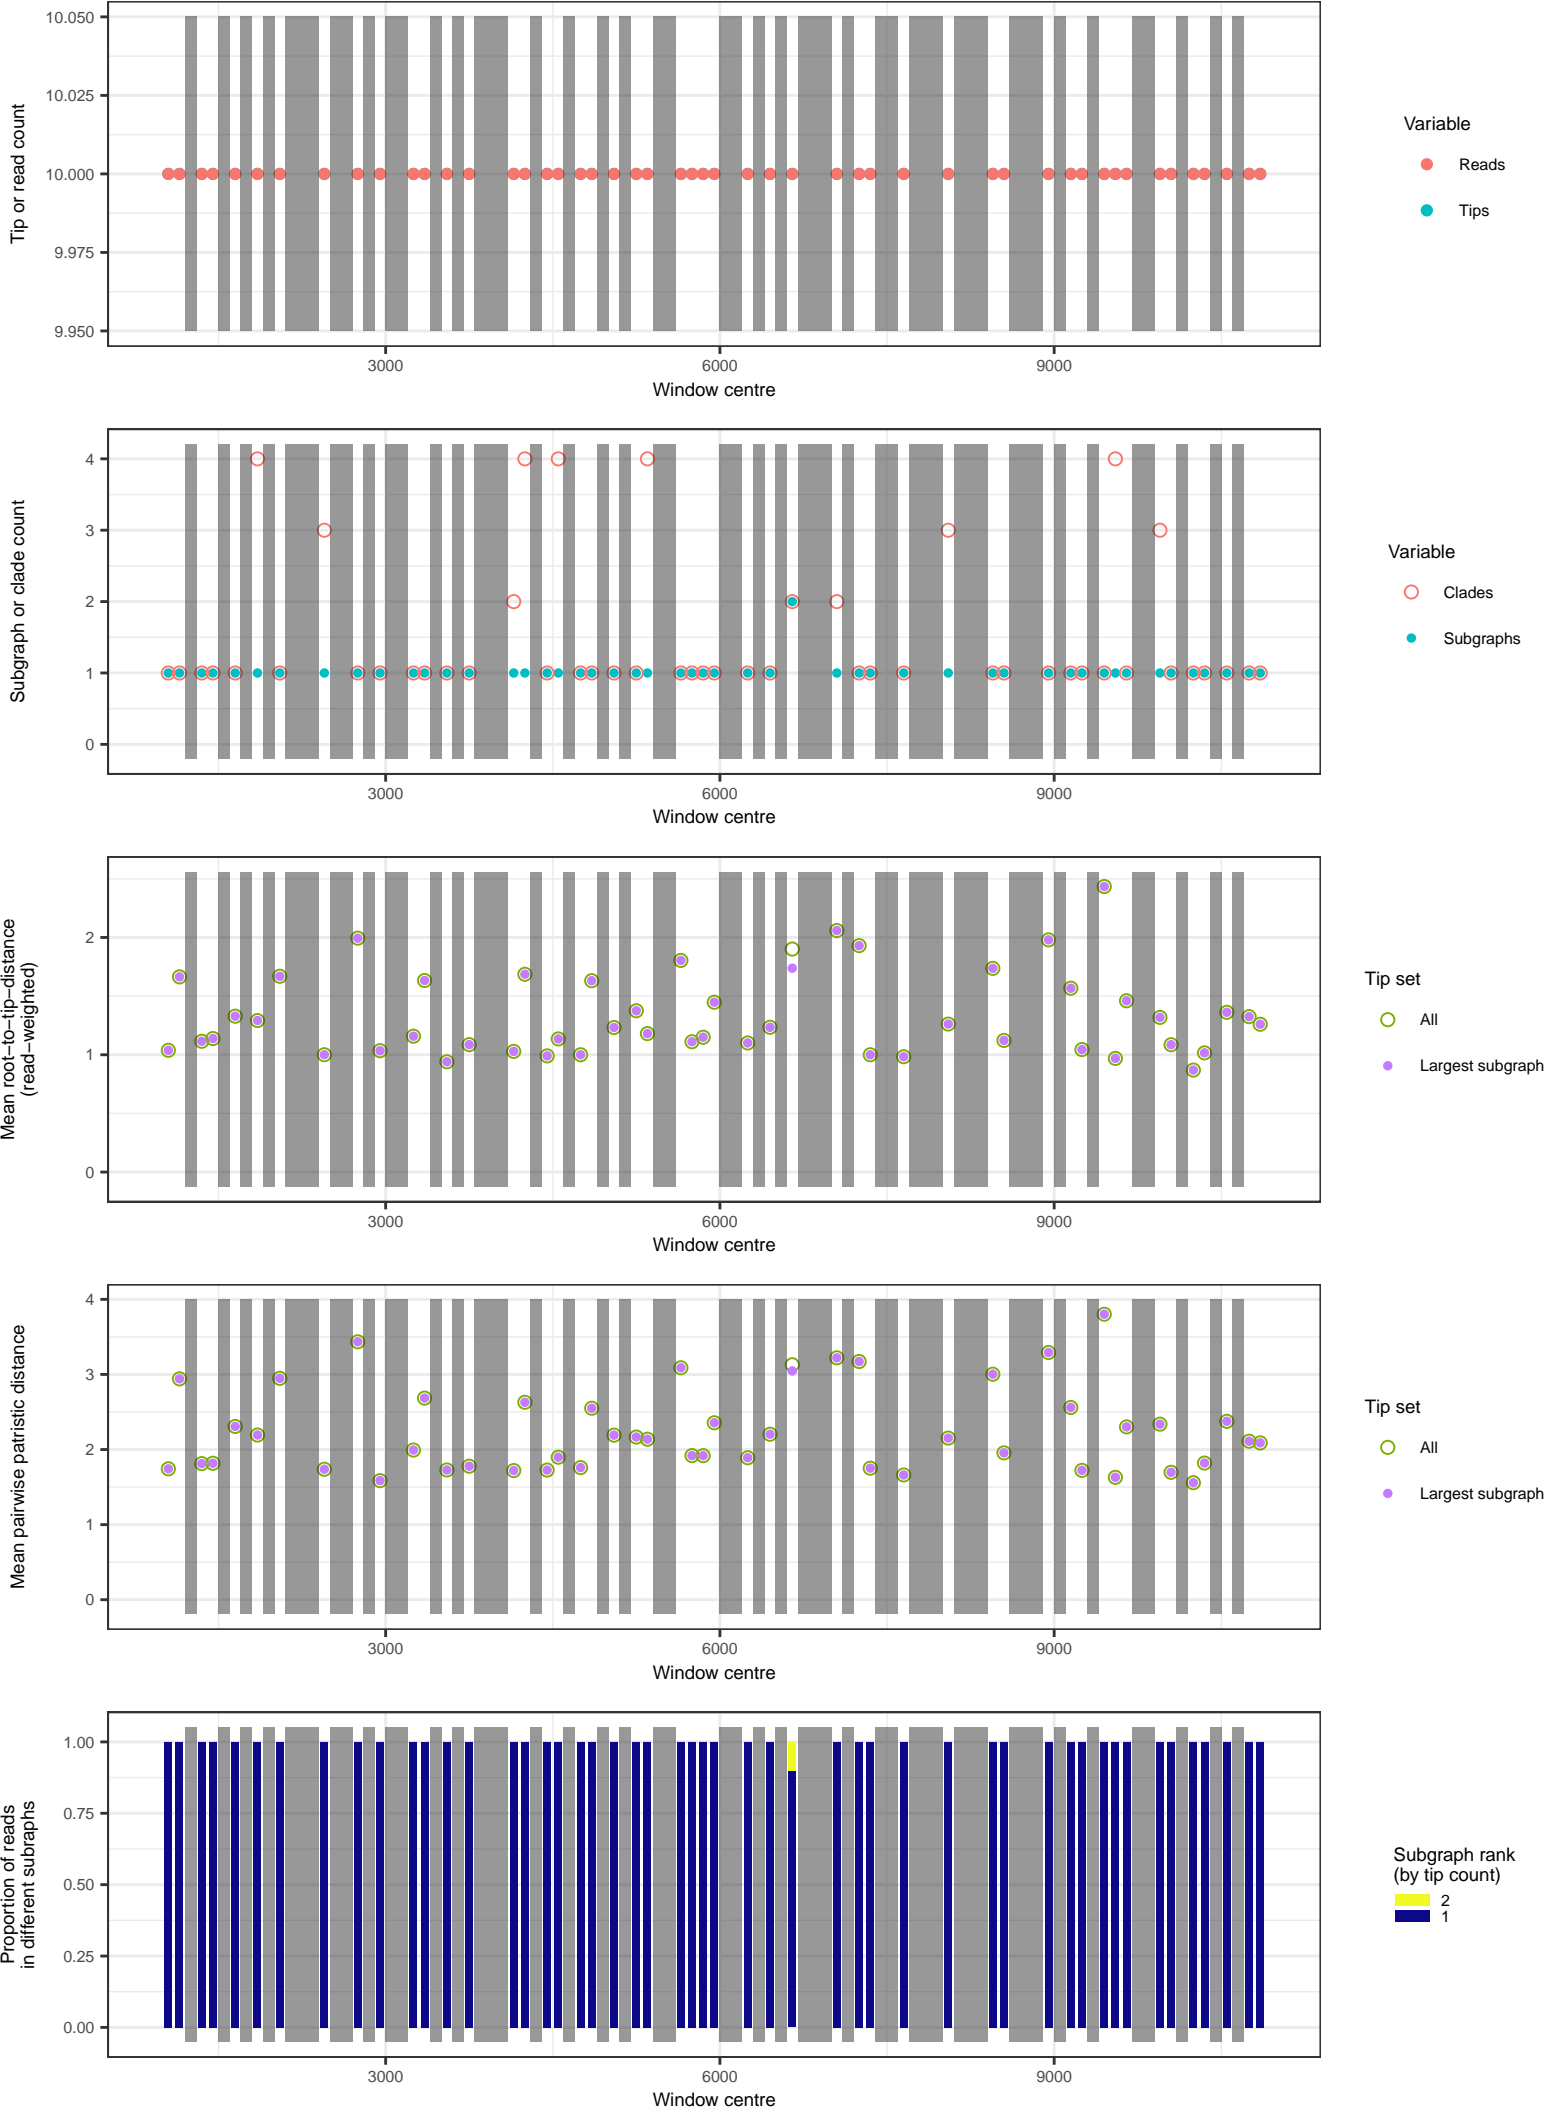 10.050
10.025
10.000
9.975
9.950
Tip or read count
3000 6000 9000
Window centre
Variable
Reads
Tips
4
3
2
1
0
Subgraph or clade count
3000 6000 9000
Window centre
Variable
Clades
Subgraphs
2
1
0
Mean root−to−tip−distance
(read−weighted)
3000 6000 9000
Window centre
Tip set
All
Largest subgraph
4
3
2
1
0
Mean pairwise patristic distance
3000 6000 9000
Window centre
Tip set
All
Largest subgraph
1.00
0.75
0.50
0.25
0.00
Proportion of reads
in different subraphs
3000 6000 9000
Window centre
Subgraph rank
(by tip count)
2
1